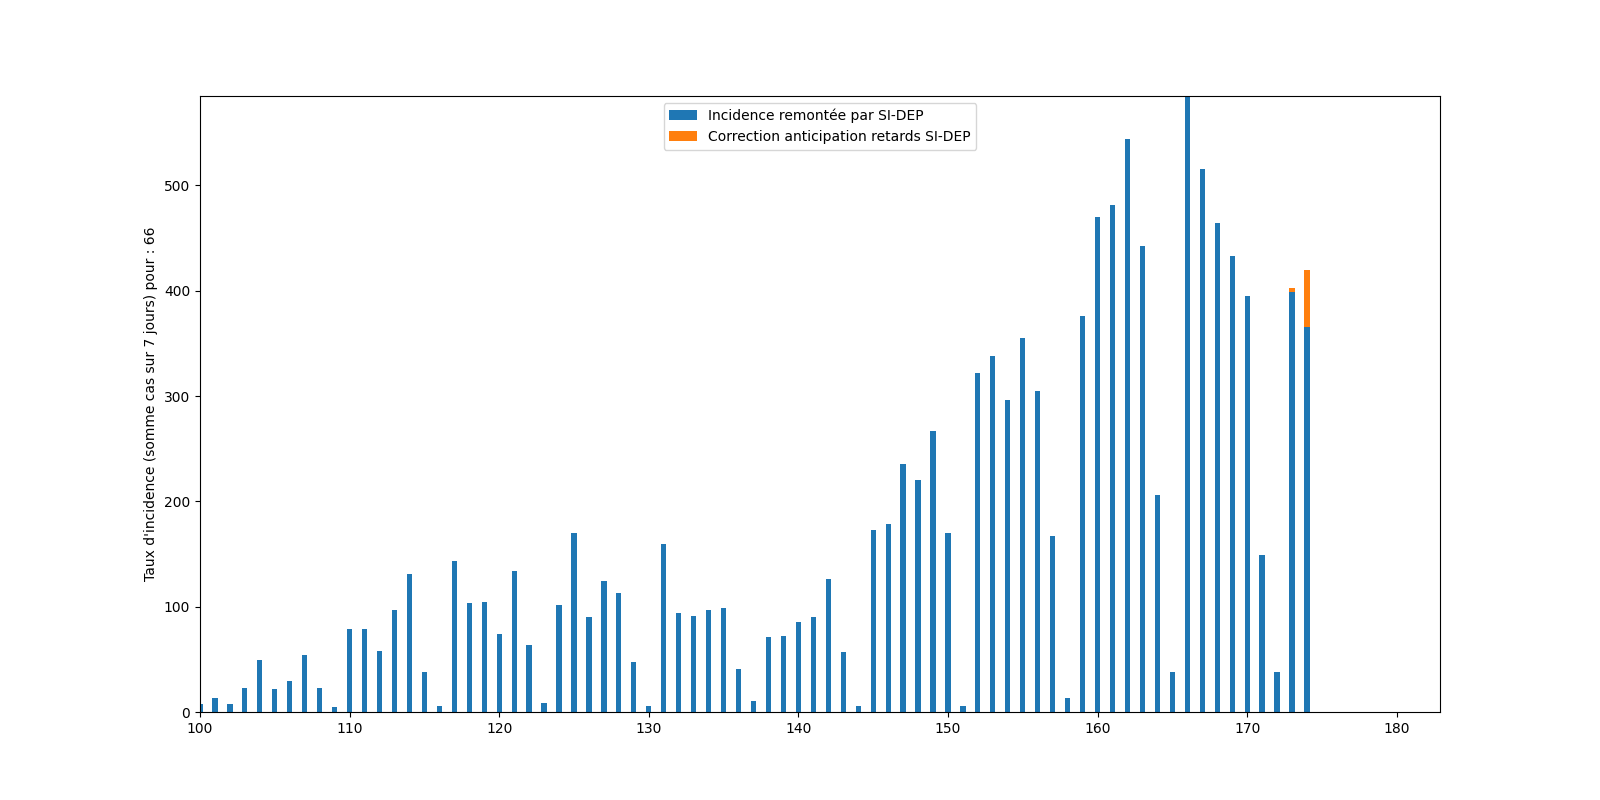 Incidence remontée par SI-DEP
Correction anticipation retards SI-DEP
Taux d'incidence (somme cas sur 7 jours) pour : 66
500
400
300
200
100
0
100 110 120 130 140 150 160 170 180